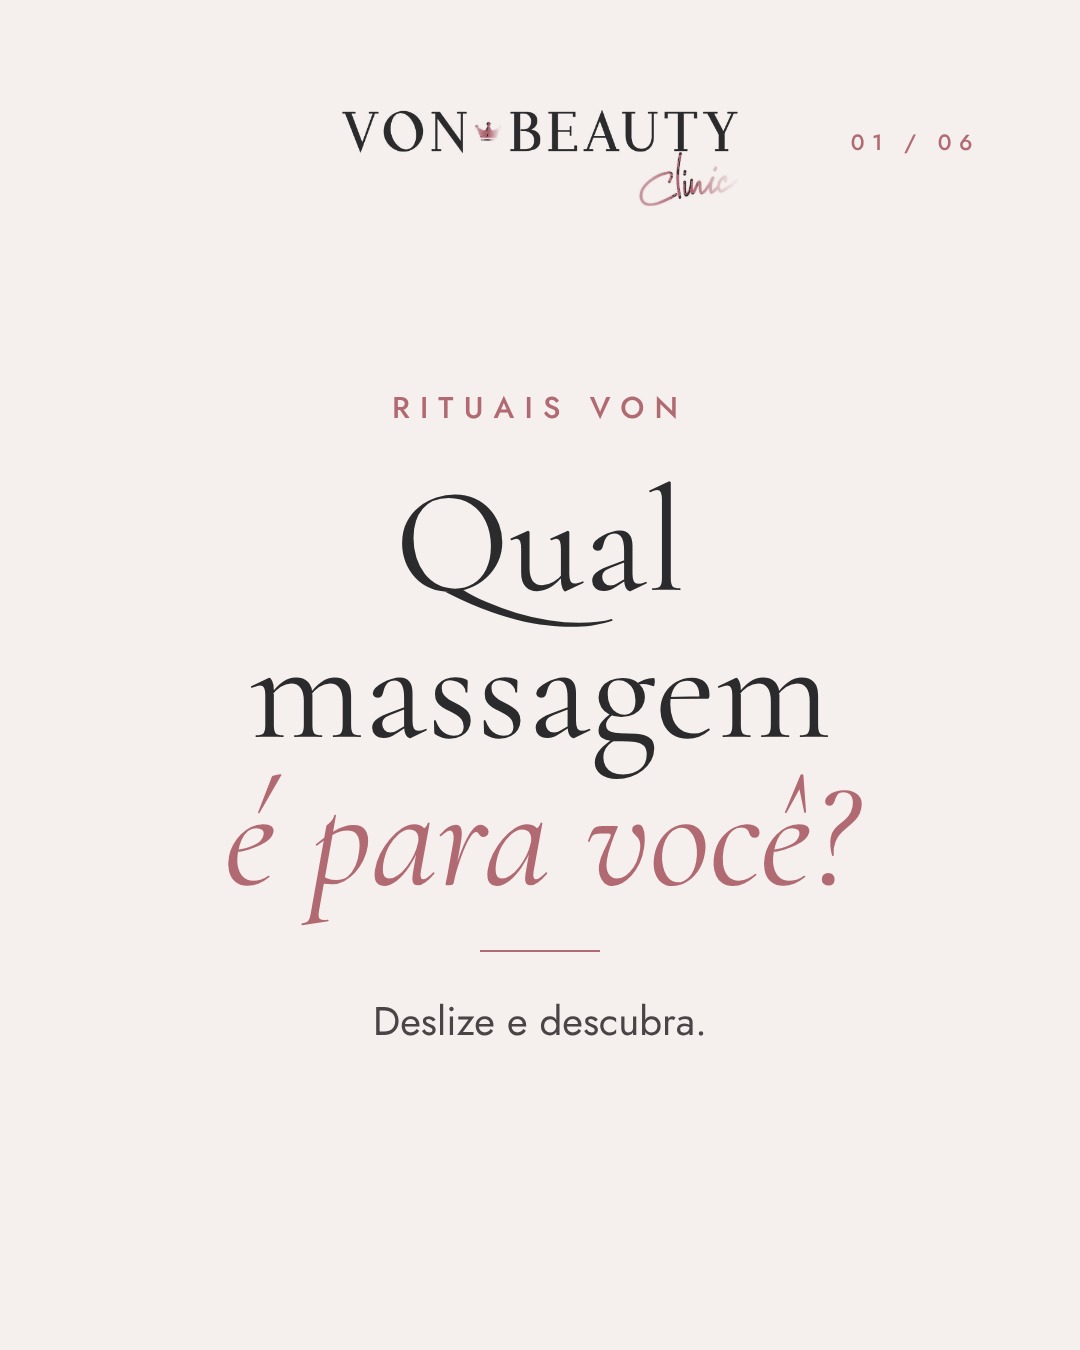 VON BEAUTY
Clinic
01 / 06
RITUAIS VON
Qual
massagem
é para você?
Deslize e descubra.